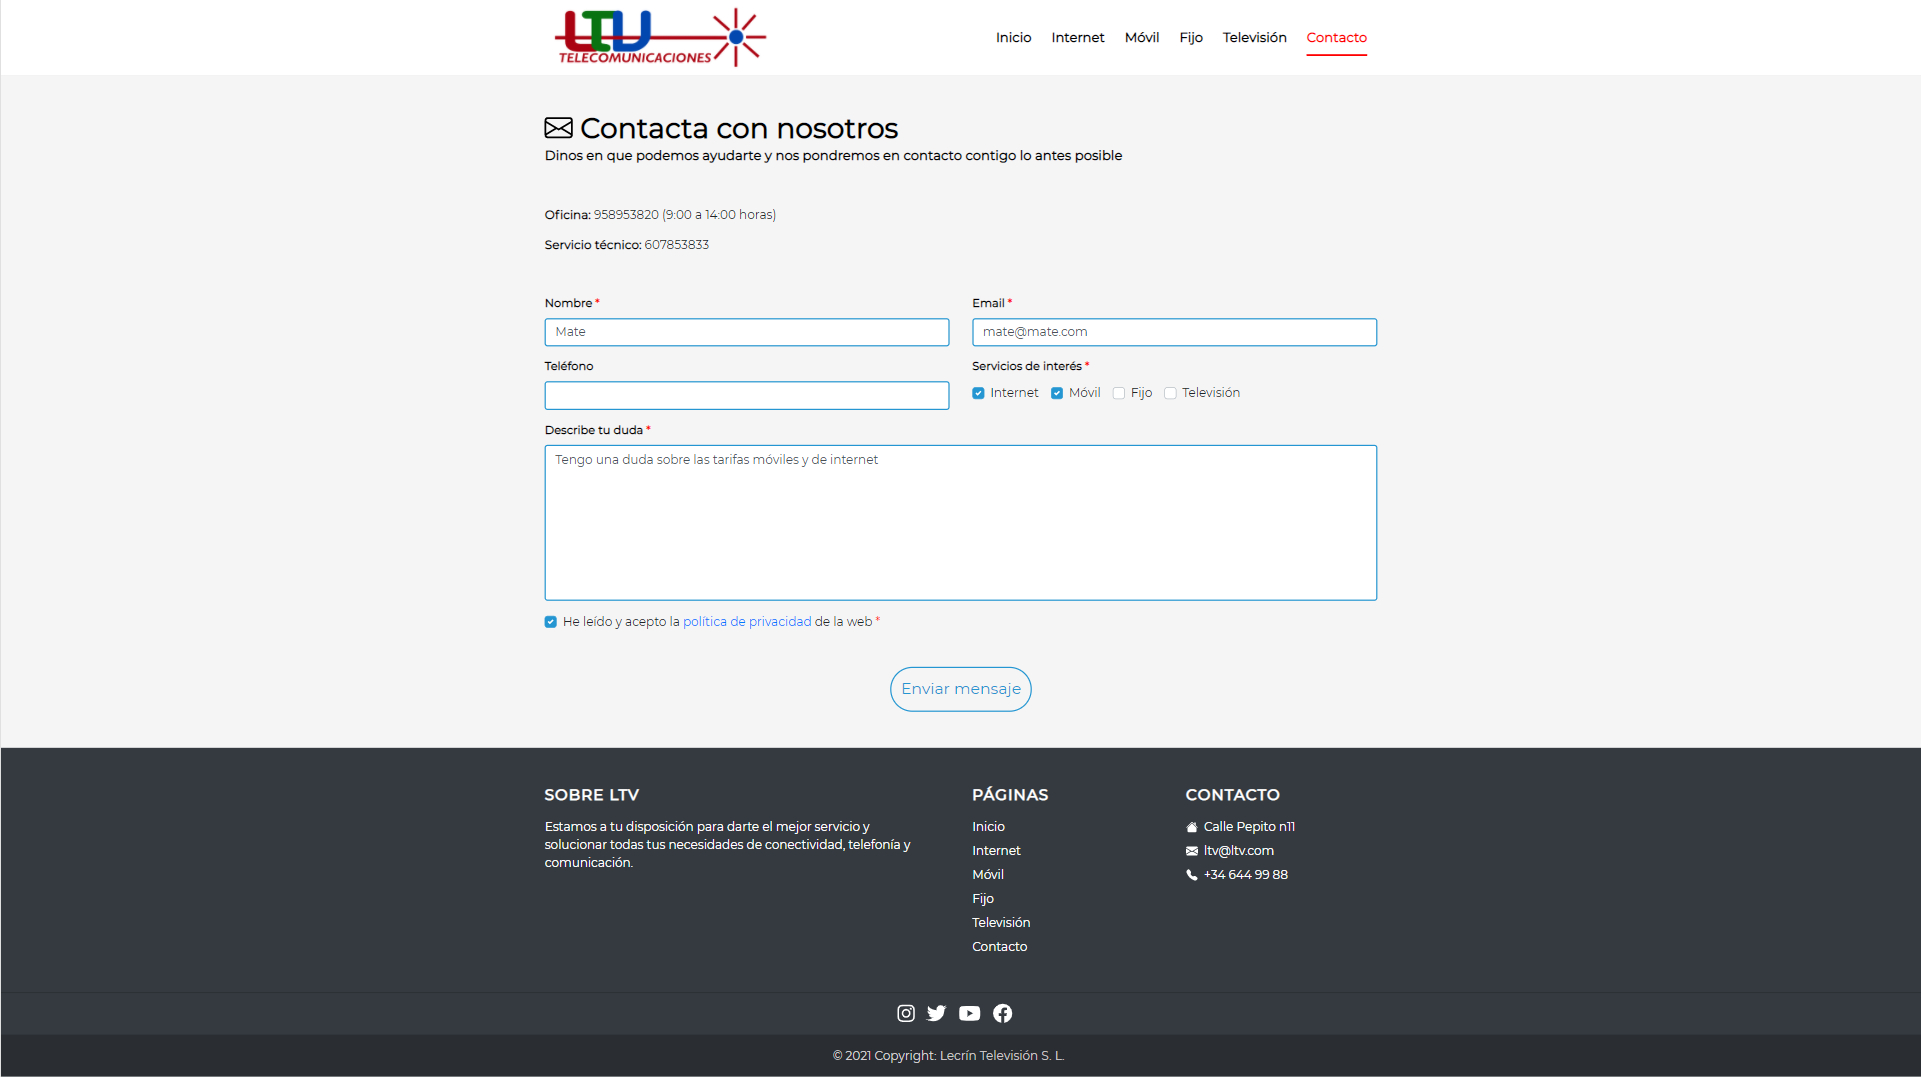 LTV
TELECOMUNICACIONES
Inicio Internet Móvil Fijo Televisión Contacto
Contacta con nosotros
Dinos en que podemos ayudarte y nos pondremos en contacto contigo lo antes posible
Oficina: 958953820 (9:00 a 14:00 horas)
Servicio técnico: 607853833
Nombre * Email *
Mate mate@mate.com
Teléfono Servicios de interés *
Internet Móvil Fijo Televisión
Describe tu duda *
Tengo una duda sobre las tarifas móviles y de internet
He leído y acepto la política de privacidad de la web *
Enviar mensaje
SOBRE LTV
Estamos a tu disposición para darte el mejor servicio y
solucionar todas tus necesidades de conectividad, telefonía y
comunicación.
PÁGINAS
Inicio
Internet
Móvil
Fijo
Televisión
Contacto
CONTACTO
Calle Pepito n11
ltv@ltv.com
+34 644 99 88
© 2021 Copyright: Lecrín Televisión S. L.